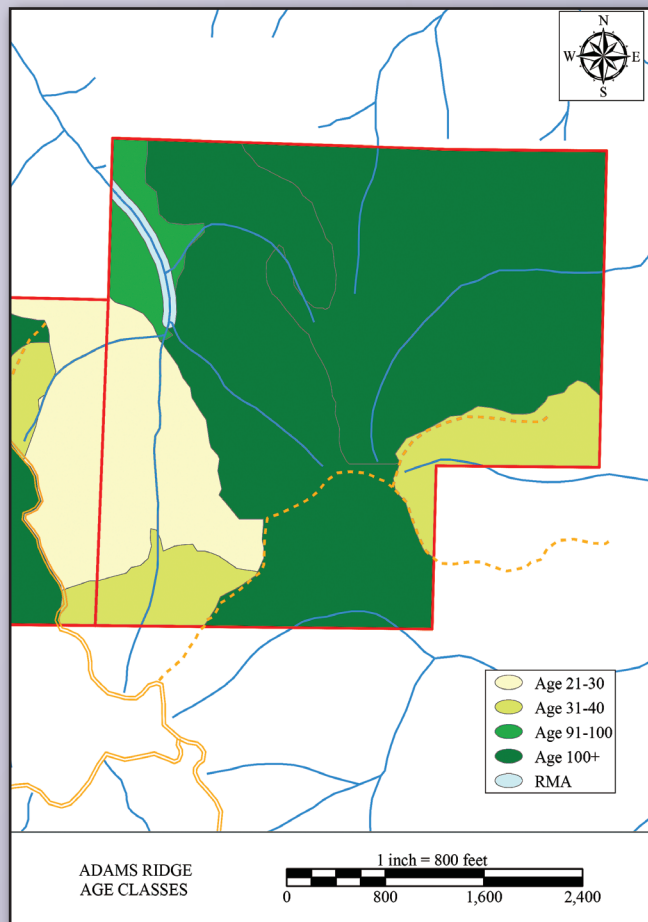 N
W E
S
Age 21-30
Age 31-40
Age 91-100
Age 100+
RMA
ADAMS RIDGE
AGE CLASSES
1 inch = 800 feet
0 800 1,600 2,400